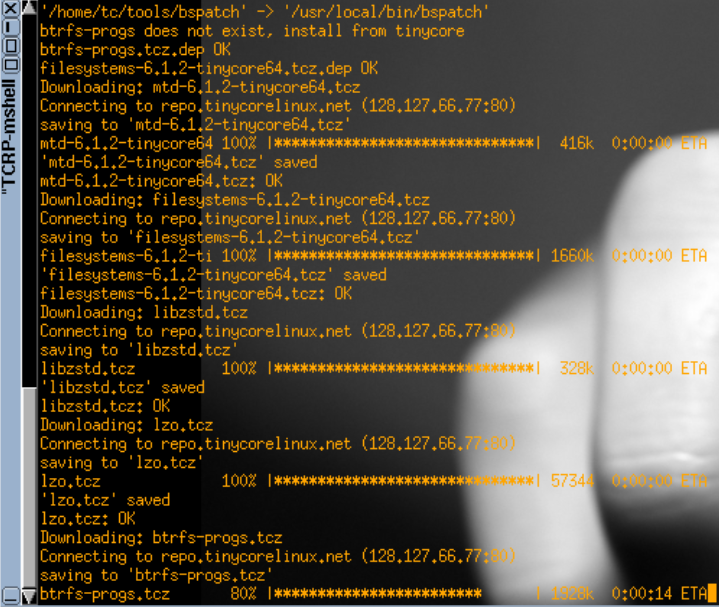 "TCRP-mshell
'/home/tc/tools/bspatch' -> '/usr/local/bin/bspatch'
btrfs-progs does not exist, install from tinycore
btrfs-progs.tcz.dep OK
filesystems-6.1.2-tinycore64.tcz.dep OK
Downloading: mtd-6.1.2-tinycore64.tcz
Connecting to repo.tinycorelinux.net (128.127.66.77:80)
saving to 'mtd-6.1.2-tinycore64.tcz'
mtd-6.1.2-tinycore64 100% |********************************| 416k 0:00:00 ETA
'mtd-6.1.2-tinycore64.tcz' saved
mtd-6.1.2-tinycore64.tcz: OK
Downloading: filesystems-6.1.2-tinycore64.tcz
Connecting to repo.tinycorelinux.net (128.127.66.77:80)
saving to 'filesystems-6.1.2-tinycore64.tcz'
filesystems-6.1.2-ti 100% |********************************| 1660k 0:00:00 ETA
'filesystems-6.1.2-tinycore64.tcz' saved
filesystems-6.1.2-tinycore64.tcz: OK
Downloading: libzstd.tcz
Connecting to repo.tinycorelinux.net (128.127.66.77:80)
saving to 'libzstd.tcz'
libzstd.tcz 100% |********************************| 328k 0:00:00 ETA
'libzstd.tcz' saved
libzstd.tcz: OK
Downloading: lzo.tcz
Connecting to repo.tinycorelinux.net (128.127.66.77:80)
saving to 'lzo.tcz'
lzo.tcz 100% |********************************| 57344 0:00:00 ETA
'lzo.tcz' saved
lzo.tcz: OK
Downloading: btrfs-progs.tcz
Connecting to repo.tinycorelinux.net (128.127.66.77:80)
saving to 'btrfs-progs.tcz'
btrfs-progs.tcz 80% |************************* | 1928k 0:00:14 ETA